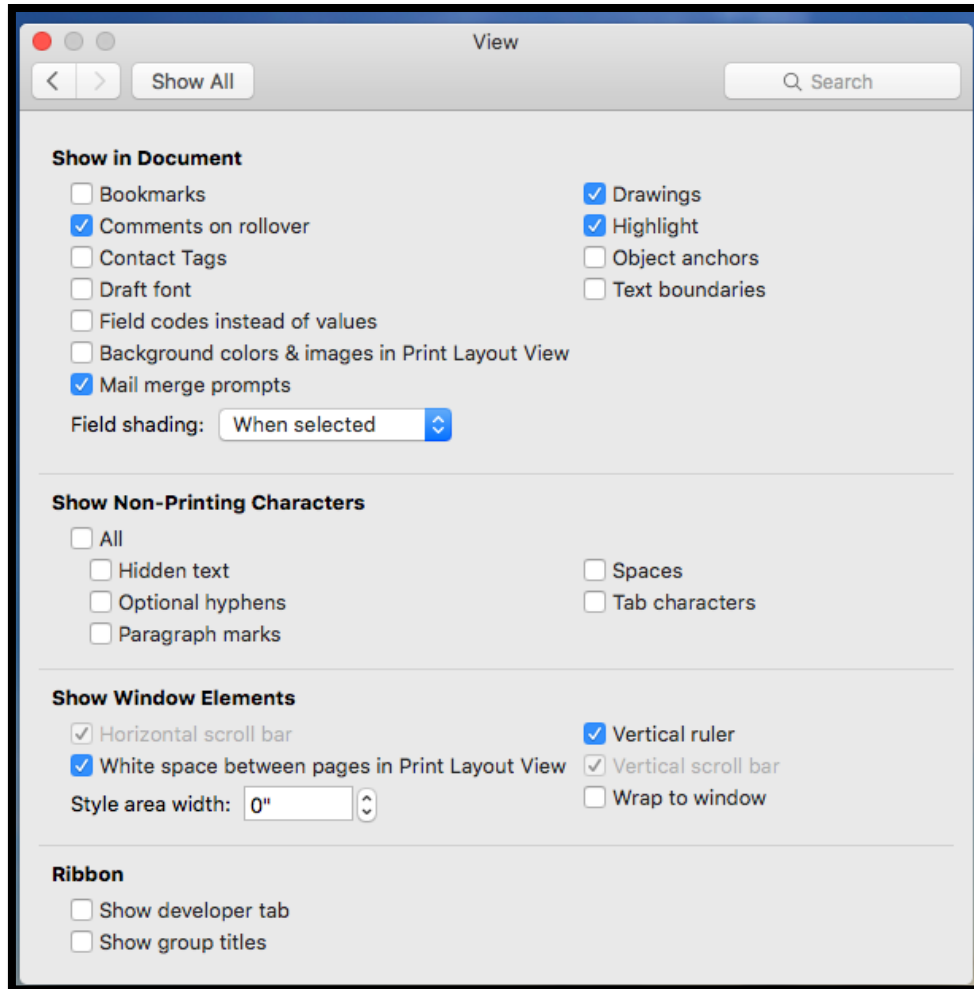 View
Show All
Search
Show in Document
Bookmarks
Drawings
Comments on rollover
Highlight
Contact Tags
Object anchors
Draft font
Text boundaries
Field codes instead of values
Background colors & images in Print Layout View
Mail merge prompts
Field shading: When selected
Show Non-Printing Characters
All
Hidden text
Spaces
Optional hyphens
Tab characters
Paragraph marks
Show Window Elements
Horizontal scroll bar
Vertical ruler
White space between pages in Print Layout View
Vertical scroll bar
Style area width: 0"
Wrap to window
Ribbon
Show developer tab
Show group titles